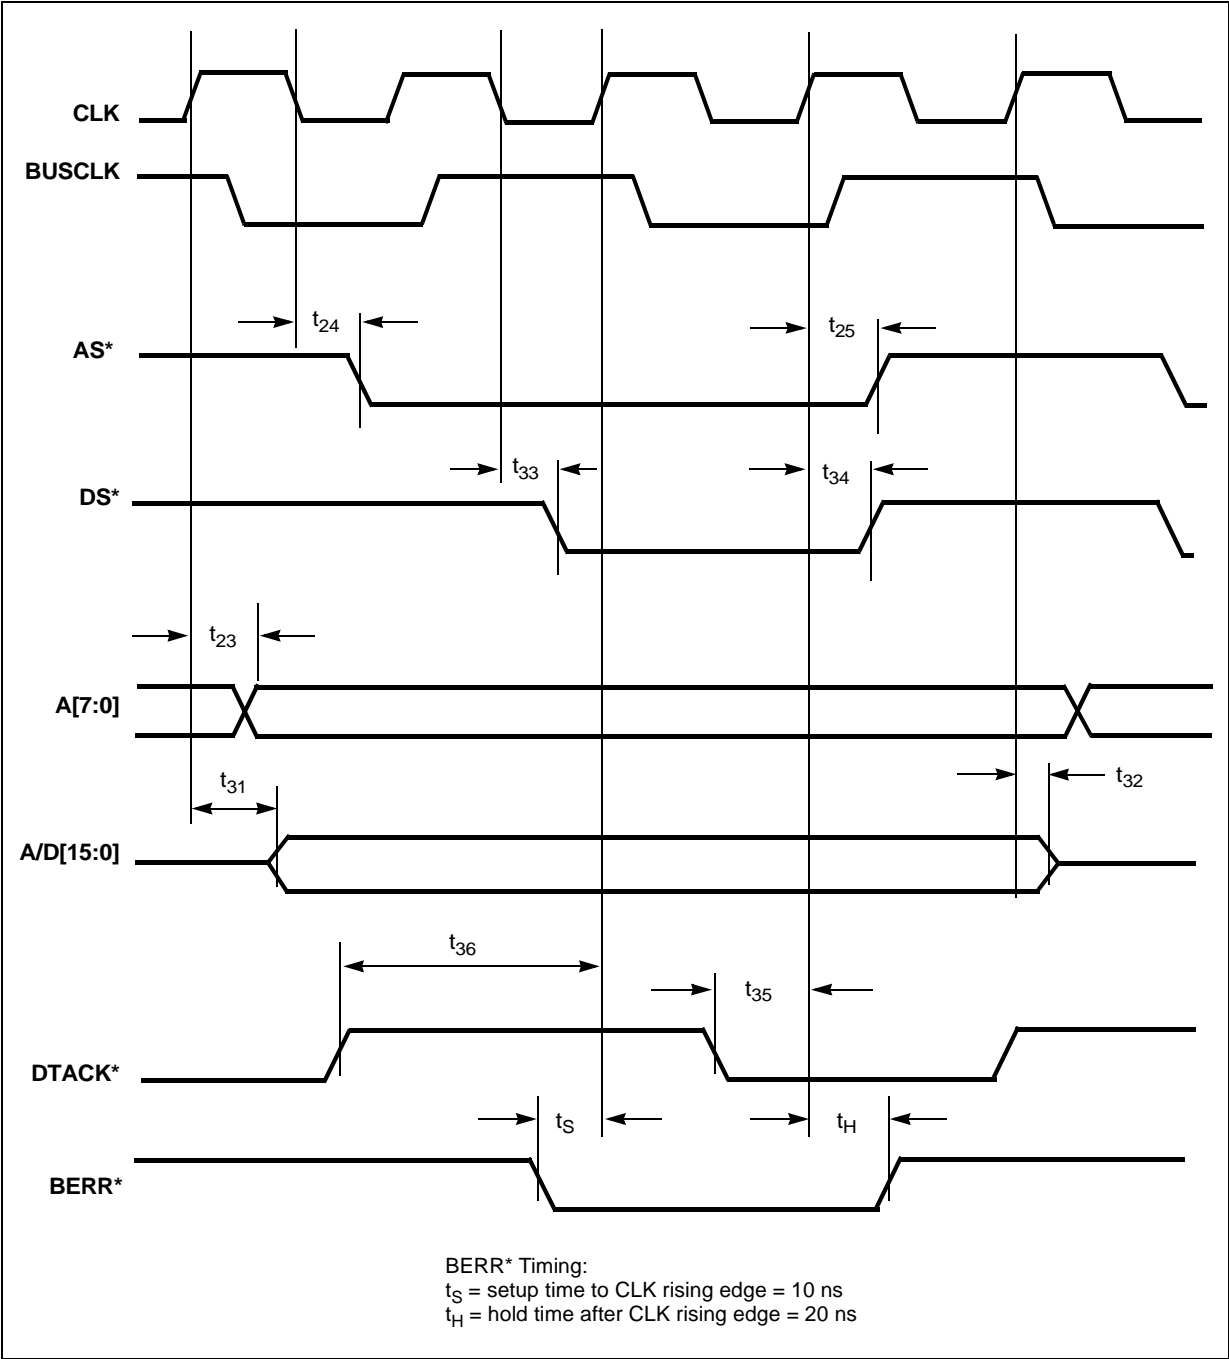 CLK
BUSCLK
t24
t25
AS*
t33
t34
DS*
t23
A[7:0]
t31
t32
A/D[15:0]
t36
t35
DTACK*
tS
tH
BERR*
BERR* Timing:
tS = setup time to CLK rising edge = 10 ns
tH = hold time after CLK rising edge = 20 ns